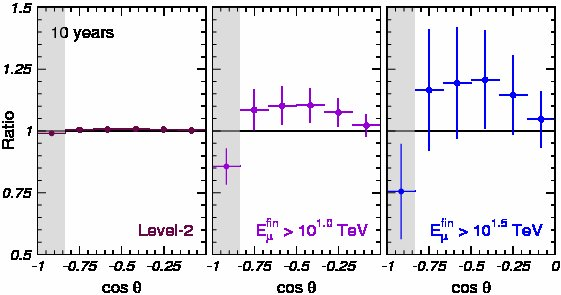 1.5
1.25
1
0.75
0.5
Ratio
10 years
Level-2
E_μ^fin > 10^1.0 TeV
E_μ^fin > 10^1.5 TeV
-1 -0.75 -0.5 -0.25 -1 -0.75 -0.5 -0.25 -1 -0.75 -0.5 -0.25 0
cos θ cos θ cos θ